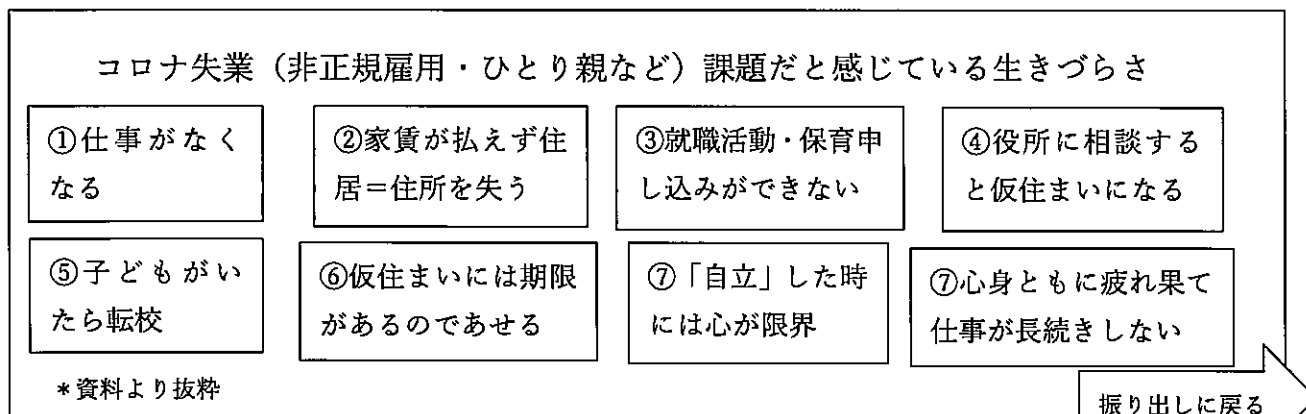 コロナ失業（非正規雇用・ひとり親など）課題だと感じている生きづらさ
①仕事がなく
なる
②家賃が払えず住
居＝住所を失う
③就職活動・保育申
し込みができない
④役所に相談する
と仮住まいになる
⑤子どもがい
たら転校
⑥仮住まいには期限
があるのであせる
⑦「自立」した時
には心が限界
⑦心身ともに疲れ果て
仕事が長続きしない
＊資料より抜粋
振り出しに戻る